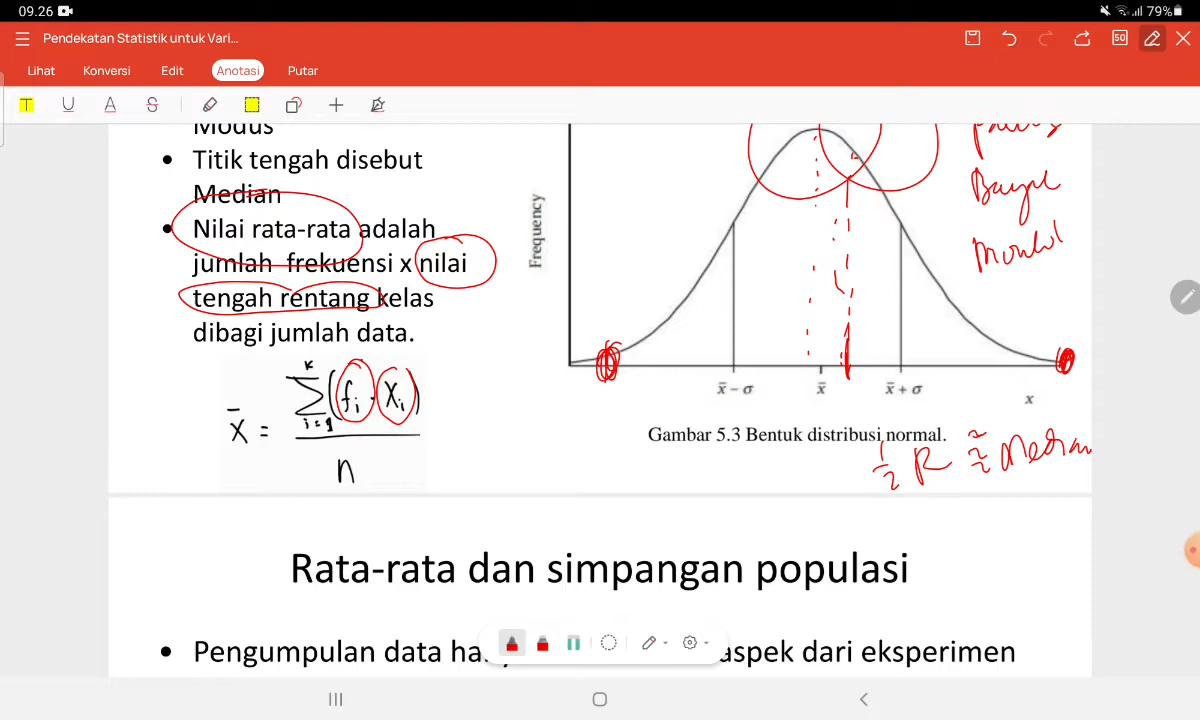 09.26
79%
Pendekatan Statistik untuk Vari...
50
Lihat
Konversi
Edit
Anotasi
Putar
T U A S
Modus
• Titik tengah disebut
Median
• Nilai rata-rata adalah
jumlah frekuensi x nilai
tengah rentang kelas
dibagi jumlah data.
x̄ = Σ (fi . Xi)
k
i=1
n
Frequency
x̄ − σ
x̄
x̄ + σ
x
Gambar 5.3 Bentuk distribusi normal.
1/2 R
Median
Rata-rata dan simpangan populasi
• Pengumpulan data ha
aspek dari eksperimen